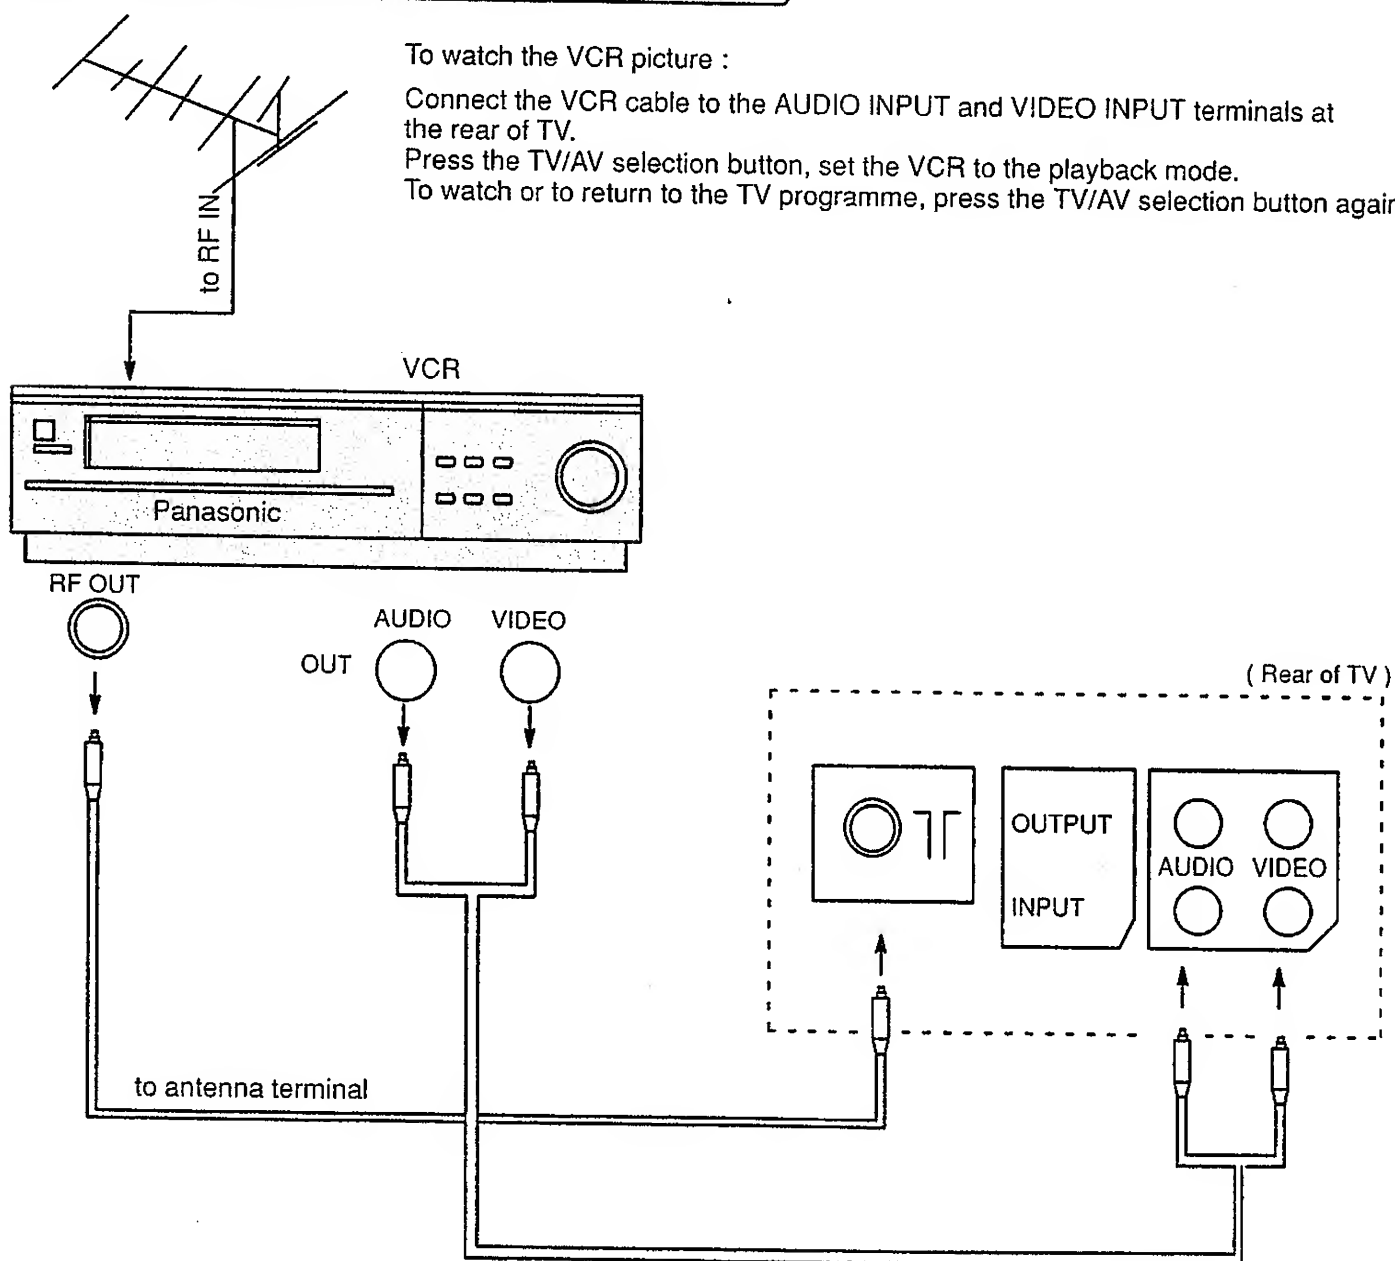 To watch the VCR picture :
Connect the VCR cable to the AUDIO INPUT and VIDEO INPUT terminals at
the rear of TV.
Press the TV/AV selection button, set the VCR to the playback mode.
To watch or to return to the TV programme, press the TV/AV selection button agair
to RF IN
VCR
Panasonic
RF OUT
AUDIO VIDEO
OUT
( Rear of TV )
OUTPUT
AUDIO VIDEO
INPUT
to antenna terminal